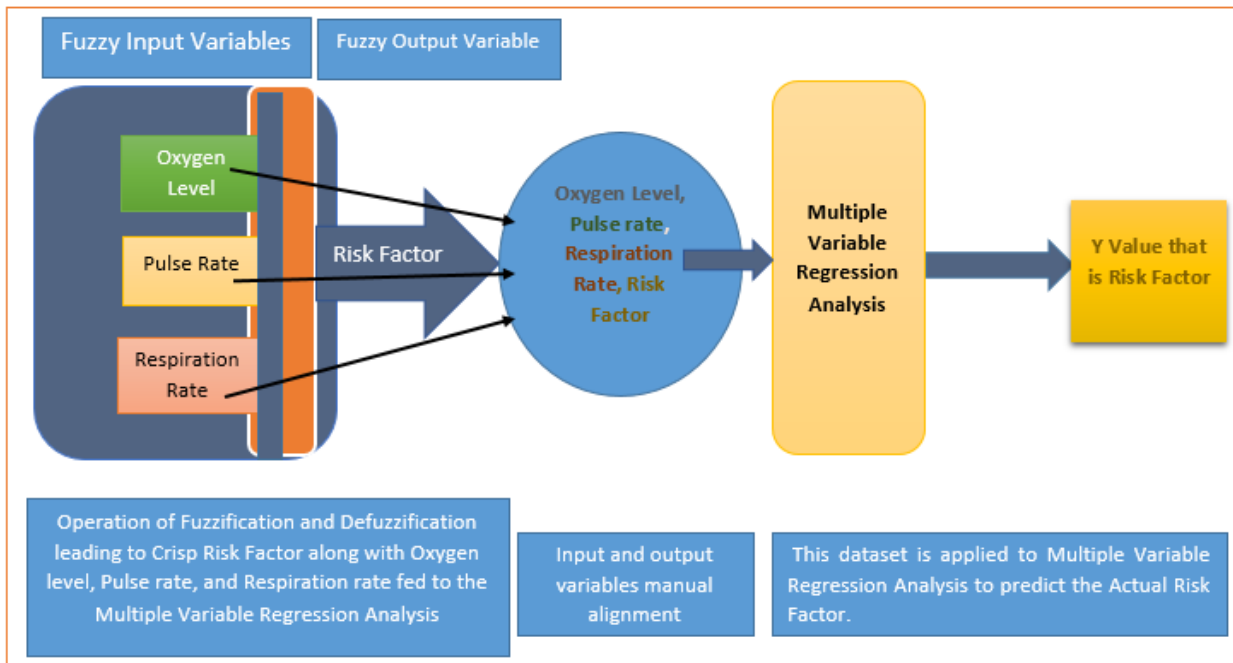 Fuzzy Input Variables
Fuzzy Output Variable
Oxygen
Level
Pulse Rate
Respiration
Rate
Risk Factor
Oxygen Level,
Pulse rate,
Respiration
Rate, Risk
Factor
Multiple
Variable
Regression
Analysis
Y Value that
is Risk Factor
Operation of Fuzzification and Defuzzification
leading to Crisp Risk Factor along with Oxygen
level, Pulse rate, and Respiration rate fed to the
Multiple Variable Regression Analysis
Input and output
variables manual
alignment
This dataset is applied to Multiple Variable
Regression Analysis to predict the Actual Risk
Factor.